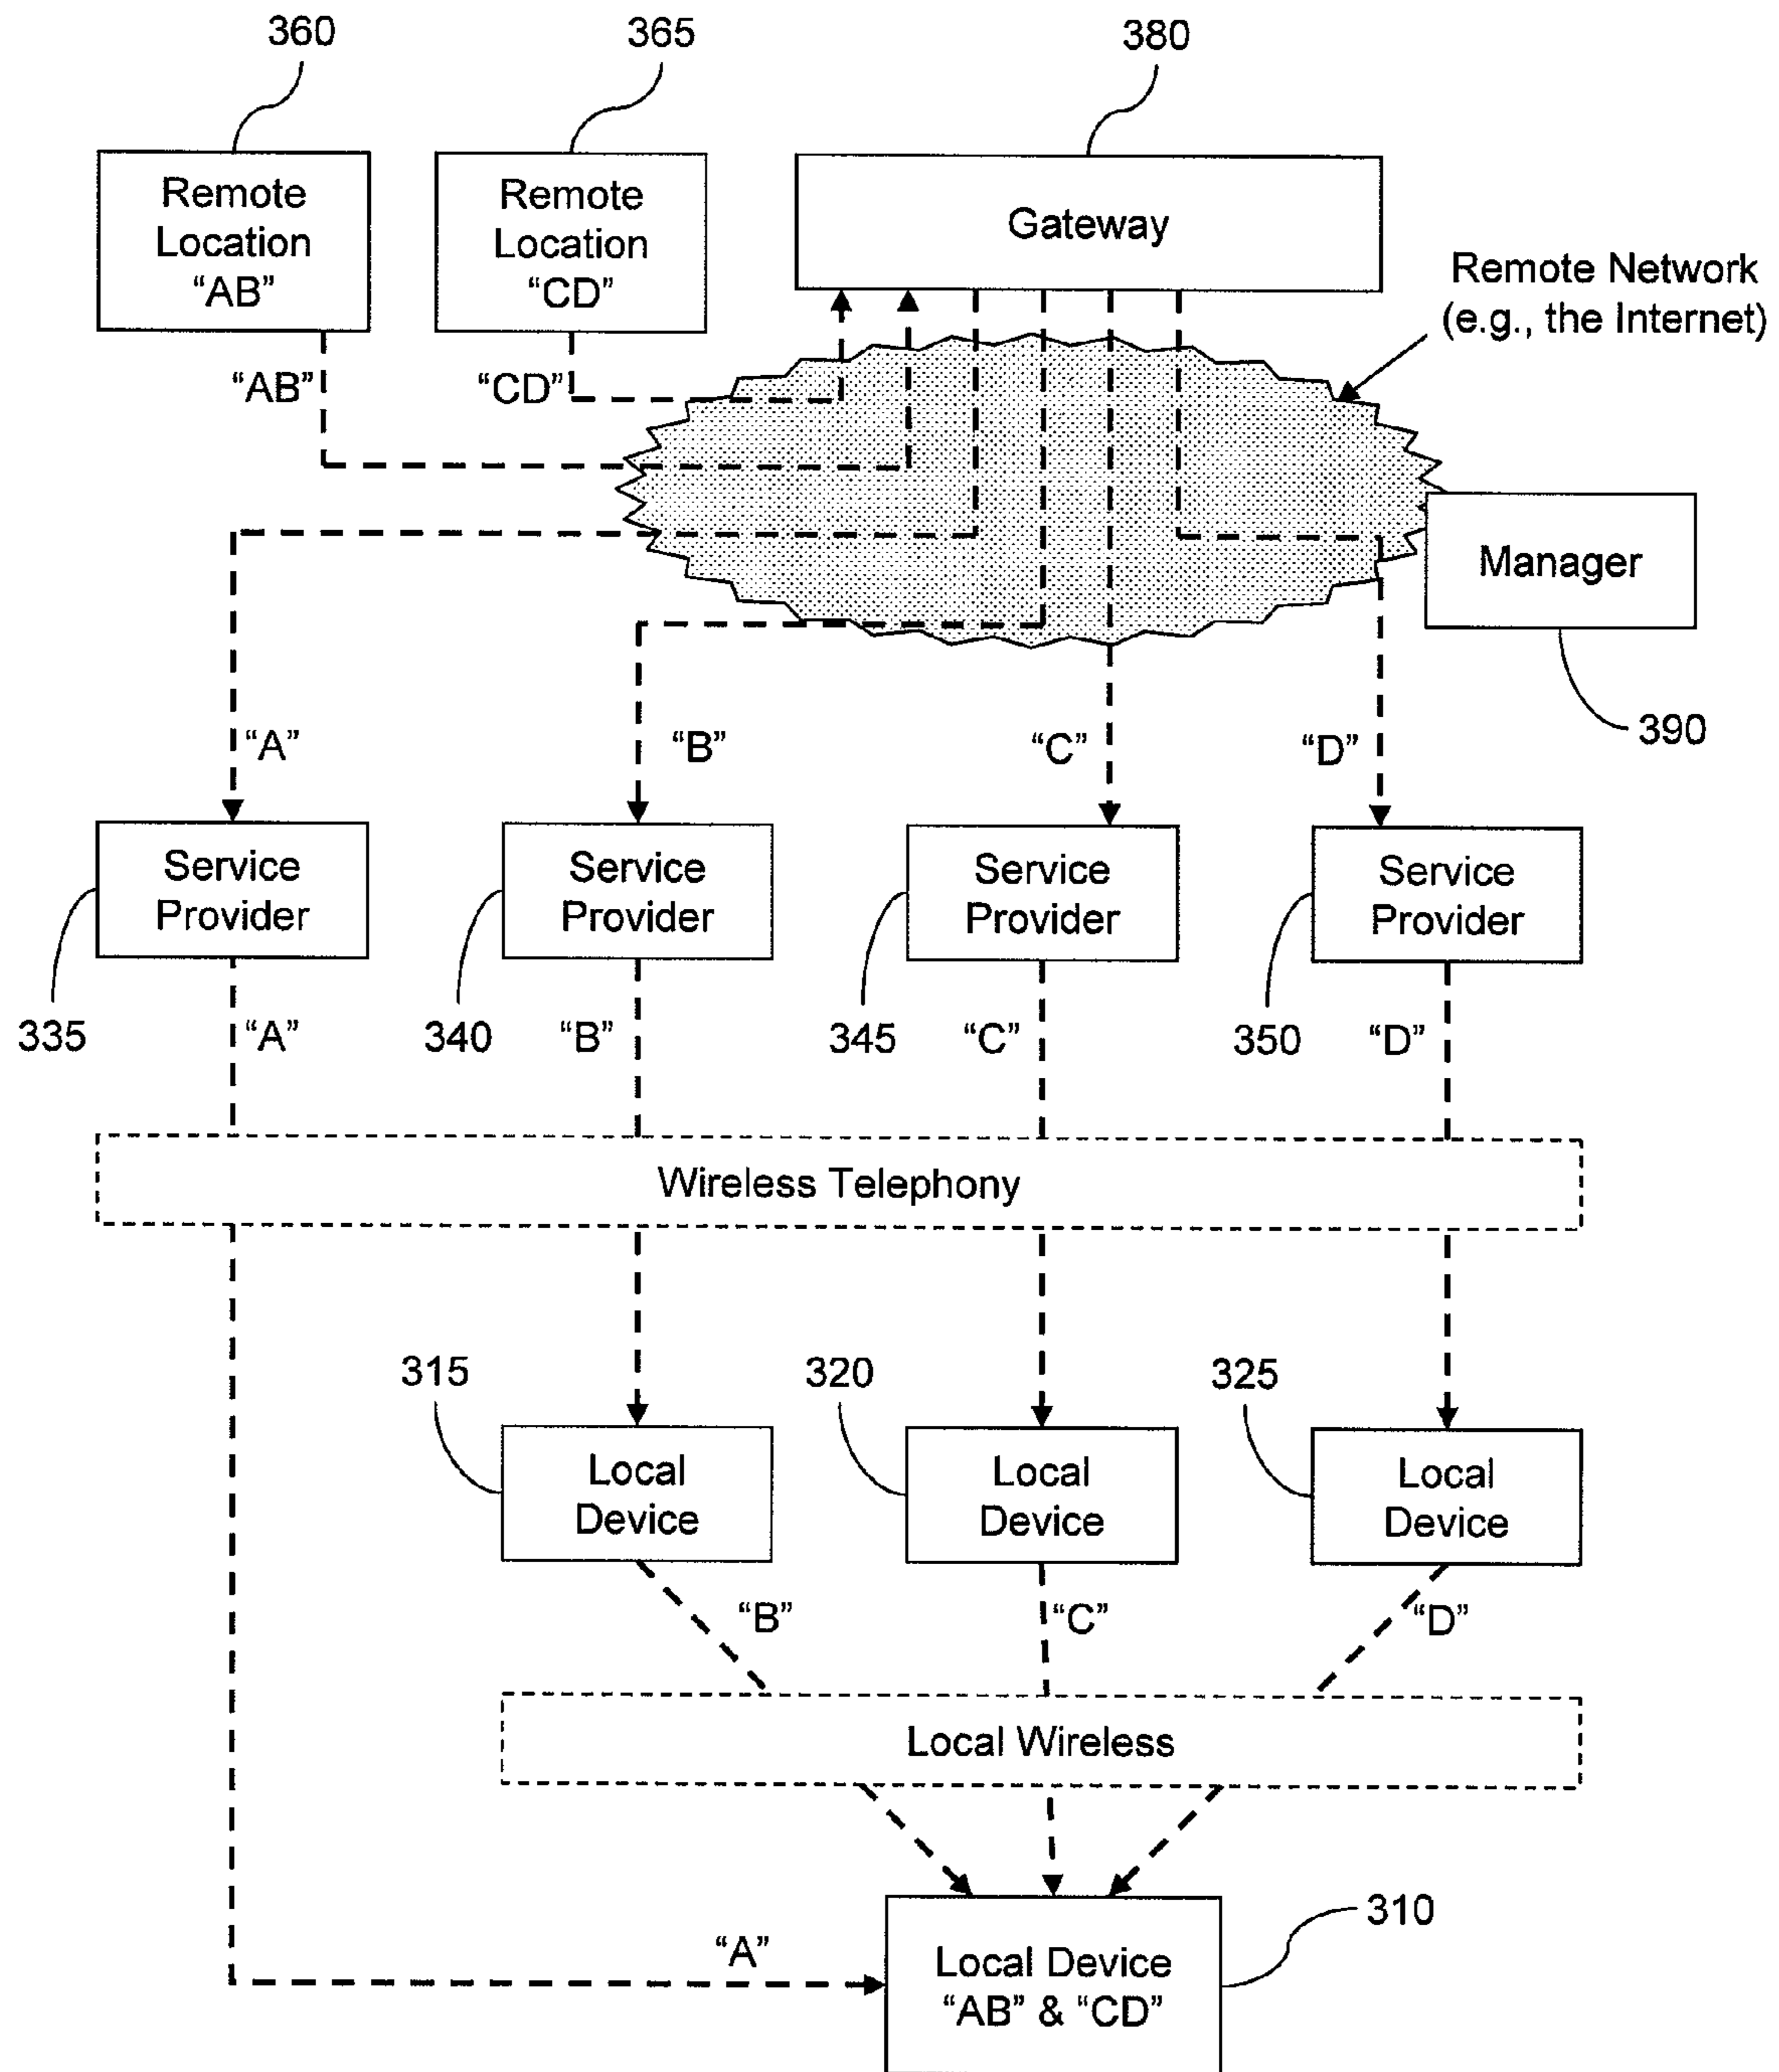 360
365
380
Remote
Location
“AB”
Remote
Location
“CD”
Gateway
Remote Network
(e.g., the Internet)
“AB”
“CD”
Manager
390
“A”
“B”
“C”
“D”
Service
Provider
Service
Provider
Service
Provider
Service
Provider
335
“A”
340
“B”
345
“C”
350
“D”
Wireless Telephony
315
320
325
Local
Device
Local
Device
Local
Device
“B”
“C”
“D”
Local Wireless
310
“A”
Local Device
“AB” & “CD”